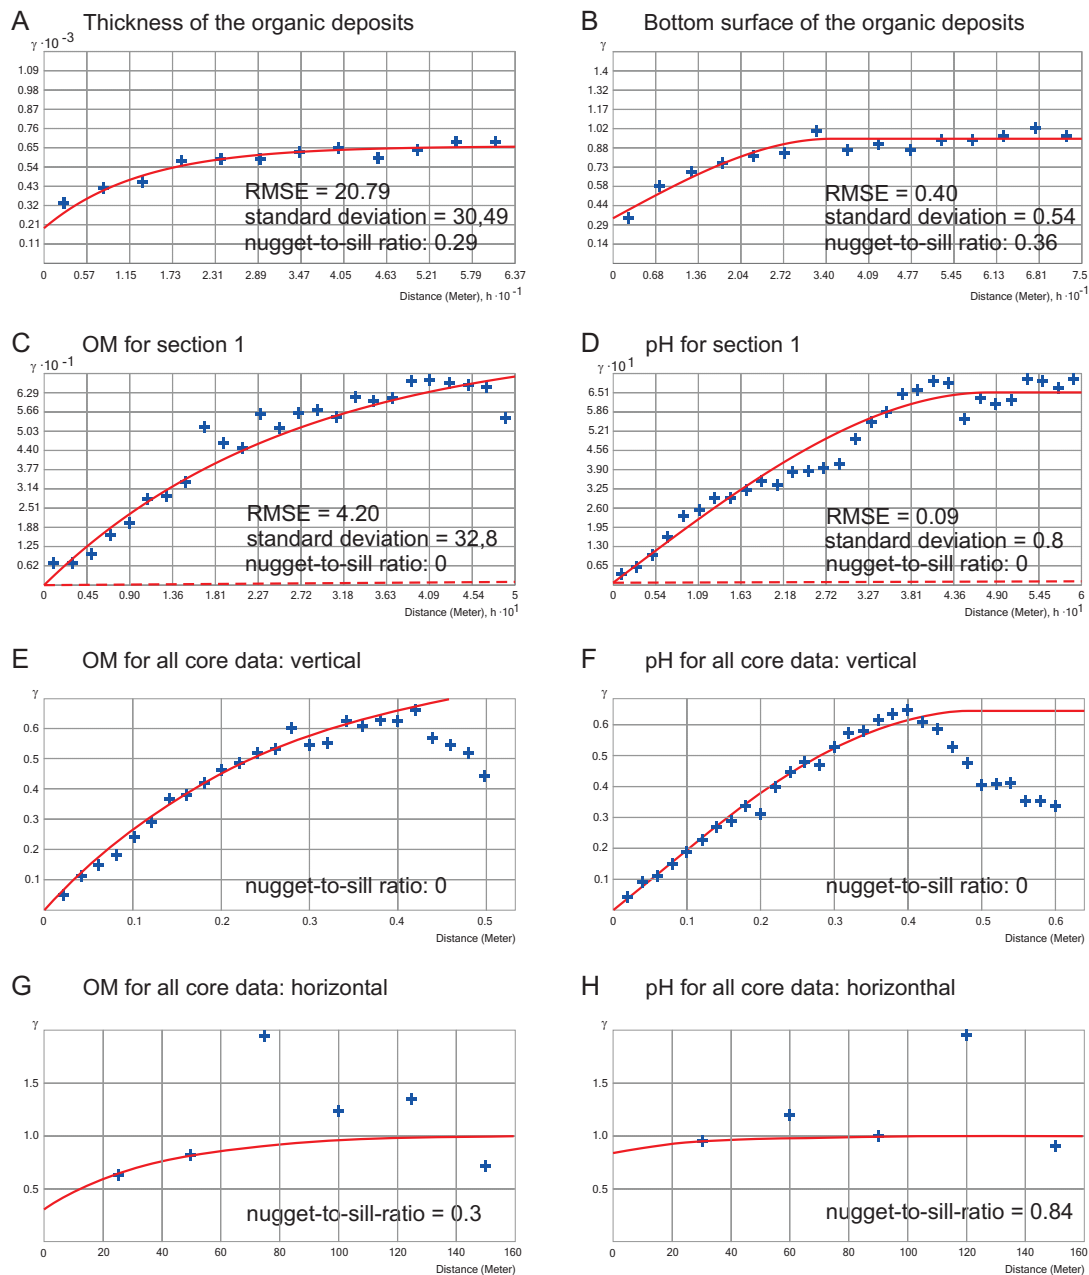 A Thickness of the organic deposits
γ ·10⁻³
1.09
0.98
0.87
0.76
0.65
0.54
0.43
0.32
0.21
0.11
RMSE = 20.79
standard deviation = 30,49
nugget-to-sill ratio: 0.29
0 0.57 1.15 1.73 2.31 2.89 3.47 4.05 4.63 5.21 5.79 6.37
Distance (Meter), h ·10⁻¹
B Bottom surface of the organic deposits
γ
1.4
1.32
1.17
1.02
0.88
0.73
0.58
0.44
0.29
0.14
RMSE = 0.40
standard deviation = 0.54
nugget-to-sill ratio: 0.36
0 0.68 1.36 2.04 2.72 3.40 4.09 4.77 5.45 6.13 6.81 7.5
Distance (Meter), h ·10⁻¹
C OM for section 1
γ ·10⁻¹
6.29
5.66
5.03
4.40
3.77
3.14
2.51
1.88
1.25
0.62
RMSE = 4.20
standard deviation = 32,8
nugget-to-sill ratio: 0
0 0.45 0.90 1.36 1.81 2.27 2.72 3.18 3.63 4.09 4.54 5
Distance (Meter), h ·10¹
D pH for section 1
γ ·10¹
6.51
5.86
5.21
4.56
3.90
3.25
2.60
1.95
1.30
0.65
RMSE = 0.09
standard deviation = 0.8
nugget-to-sill ratio: 0
0 0.54 1.09 1.63 2.18 2.72 3.27 3.81 4.36 4.90 5.45 6
Distance (Meter), h ·10¹
E OM for all core data: vertical
γ
0.6
0.5
0.4
0.3
0.2
0.1
nugget-to-sill ratio: 0
0 0.1 0.2 0.3 0.4 0.5
Distance (Meter)
F pH for all core data: vertical
γ
0.6
0.5
0.4
0.3
0.2
0.1
nugget-to-sill ratio: 0
0 0.1 0.2 0.3 0.4 0.5 0.6
Distance (Meter)
G OM for all core data: horizontal
γ
1.5
1.0
0.5
nugget-to-sill-ratio = 0.3
0 20 40 60 80 100 120 140 160
Distance (Meter)
H pH for all core data: horizonthal
γ
1.5
1.0
0.5
nugget-to-sill-ratio = 0.84
0 20 40 60 80 100 120 140 160
Distance (Meter)